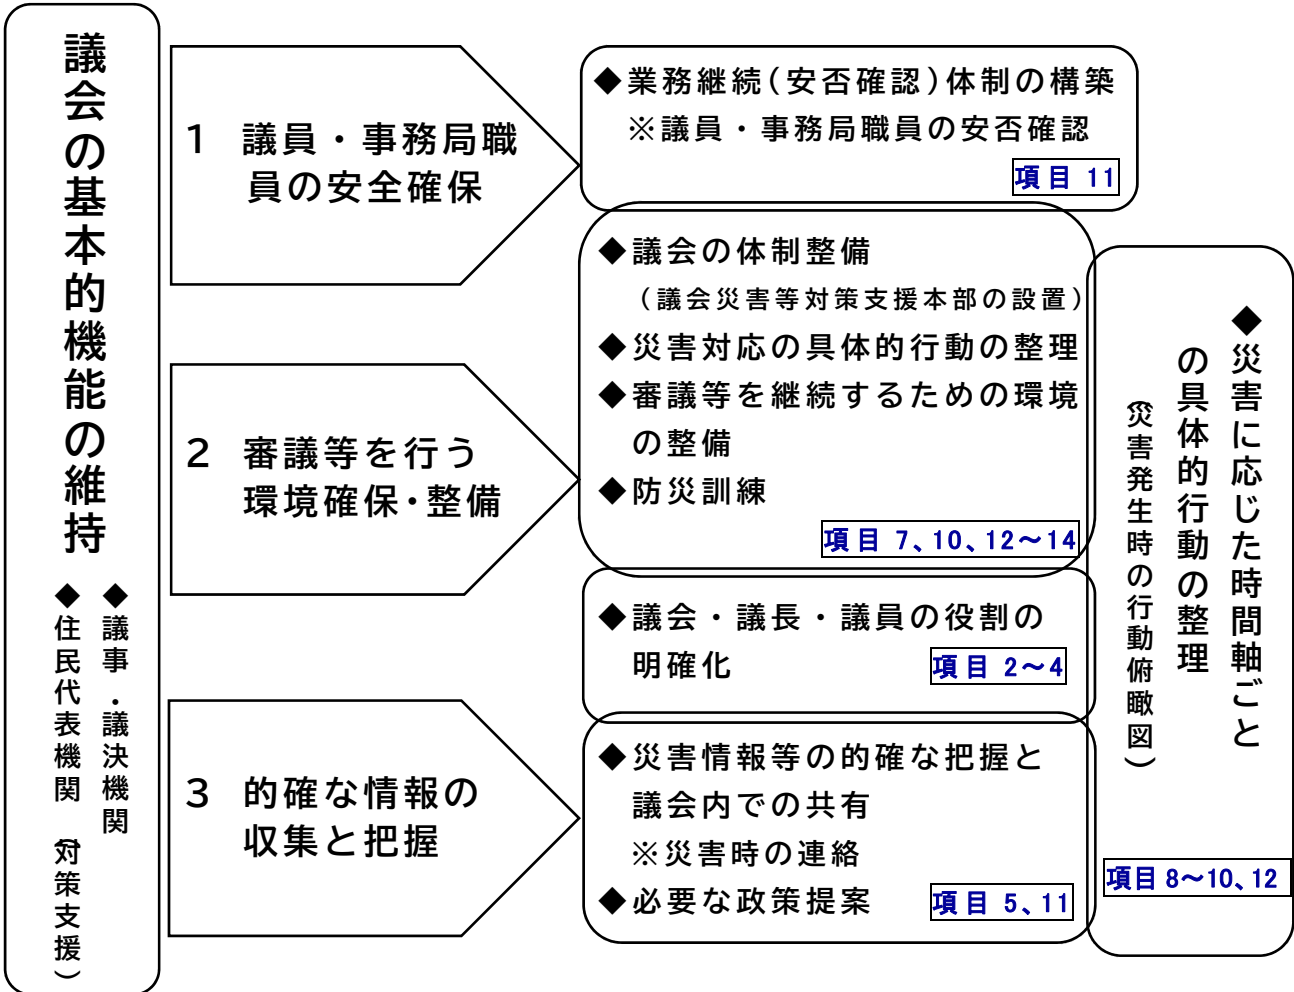 議会の基本的機能の維持
◆議事・議決機関
◆住民代表機関（対策支援）
1 議員・事務局職
員の安全確保
2 審議等を行う
環境確保・整備
3 的確な情報の
収集と把握
◆業務継続(安否確認)体制の構築
※議員・事務局職員の安否確認
項目 11
◆議会の体制整備
（議会災害等対策支援本部の設置）
◆災害対応の具体的行動の整理
◆審議等を継続するための環境
の整備
◆防災訓練
項目 7、10、12～14
◆議会・議長・議員の役割の
明確化
項目 2～4
◆災害情報等の的確な把握と
議会内での共有
※災害時の連絡
◆必要な政策提案
項目 5、11
◆災害に応じた時間軸ごと
の具体的行動の整理
（災害発生時の行動俯瞰図）
項目 8～10、12